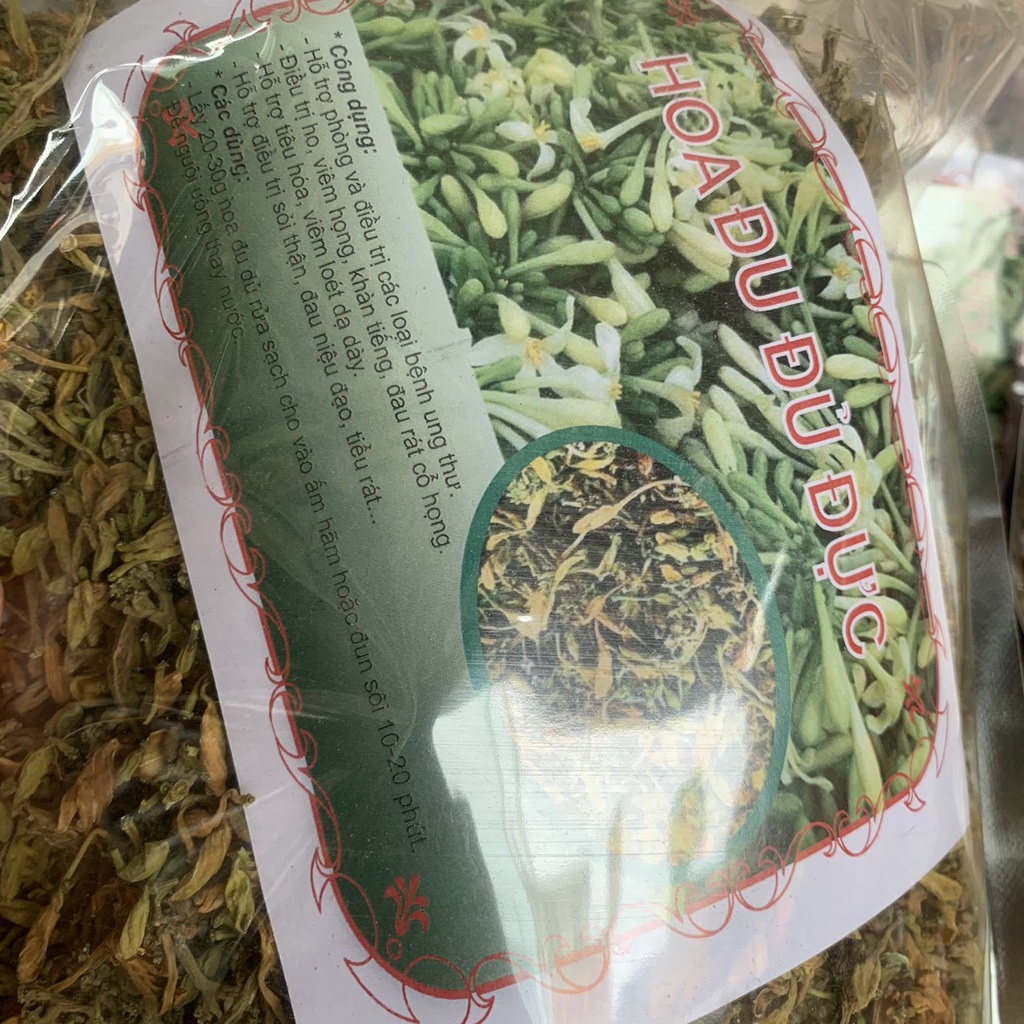 HOA ĐU ĐỦ ĐỰC
* Công dụng:
- Hỗ trợ phòng và điều trị các loại bệnh ung thư.
- Điều trị ho, viêm họng, khàn tiếng, đau rát cổ họng.
- Hỗ trợ tiêu hóa, viêm loét dạ dày.
- Hỗ trợ điều trị sỏi thận, đau niệu đạo, tiểu rát...
* Các dùng:
Lấy 20-30g hoa đu đủ rửa sạch cho vào ấm hãm hoặc đun sôi 10-20 phút.
Để nguội uống thay nước.